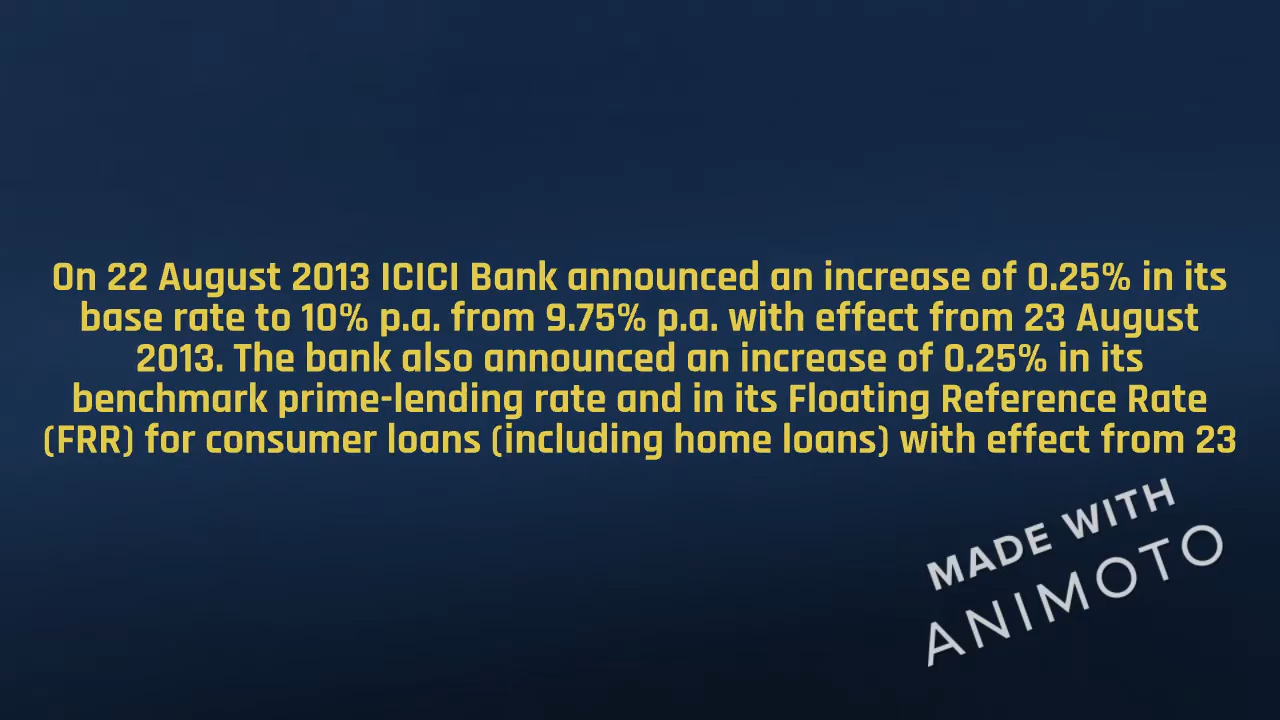 On 22 August 2013 ICICI Bank announced an increase of 0.25% in its
base rate to 10% p.a. from 9.75% p.a. with effect from 23 August
2013. The bank also announced an increase of 0.25% in its
benchmark prime-lending rate and in its Floating Reference Rate
(FRR) for consumer loans (including home loans) with effect from 23
MADE WITH
ANIMOTO